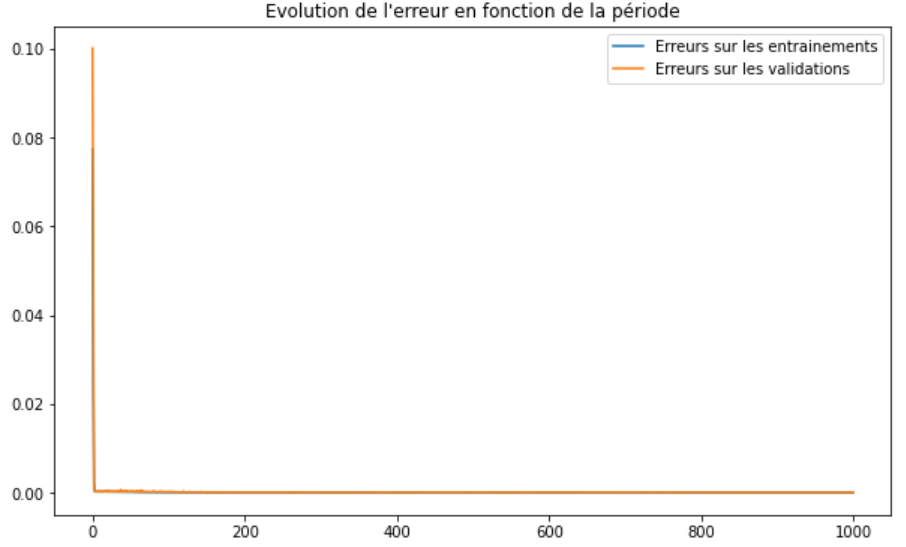 Evolution de l'erreur en fonction de la période
Erreurs sur les entrainements
Erreurs sur les validations
0.10
0.08
0.06
0.04
0.02
0.00
0 200 400 600 800 1000